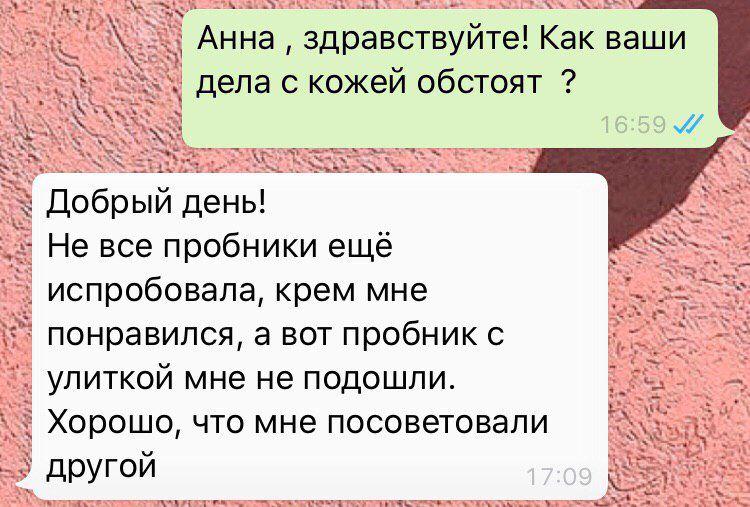 Анна , здравствуйте! Как ваши
дела с кожей обстоят ?
16:59
Добрый день!
Не все пробники ещё
испробовала, крем мне
понравился, а вот пробник с
улиткой мне не подошли.
Хорошо, что мне посоветовали
другой
17:09